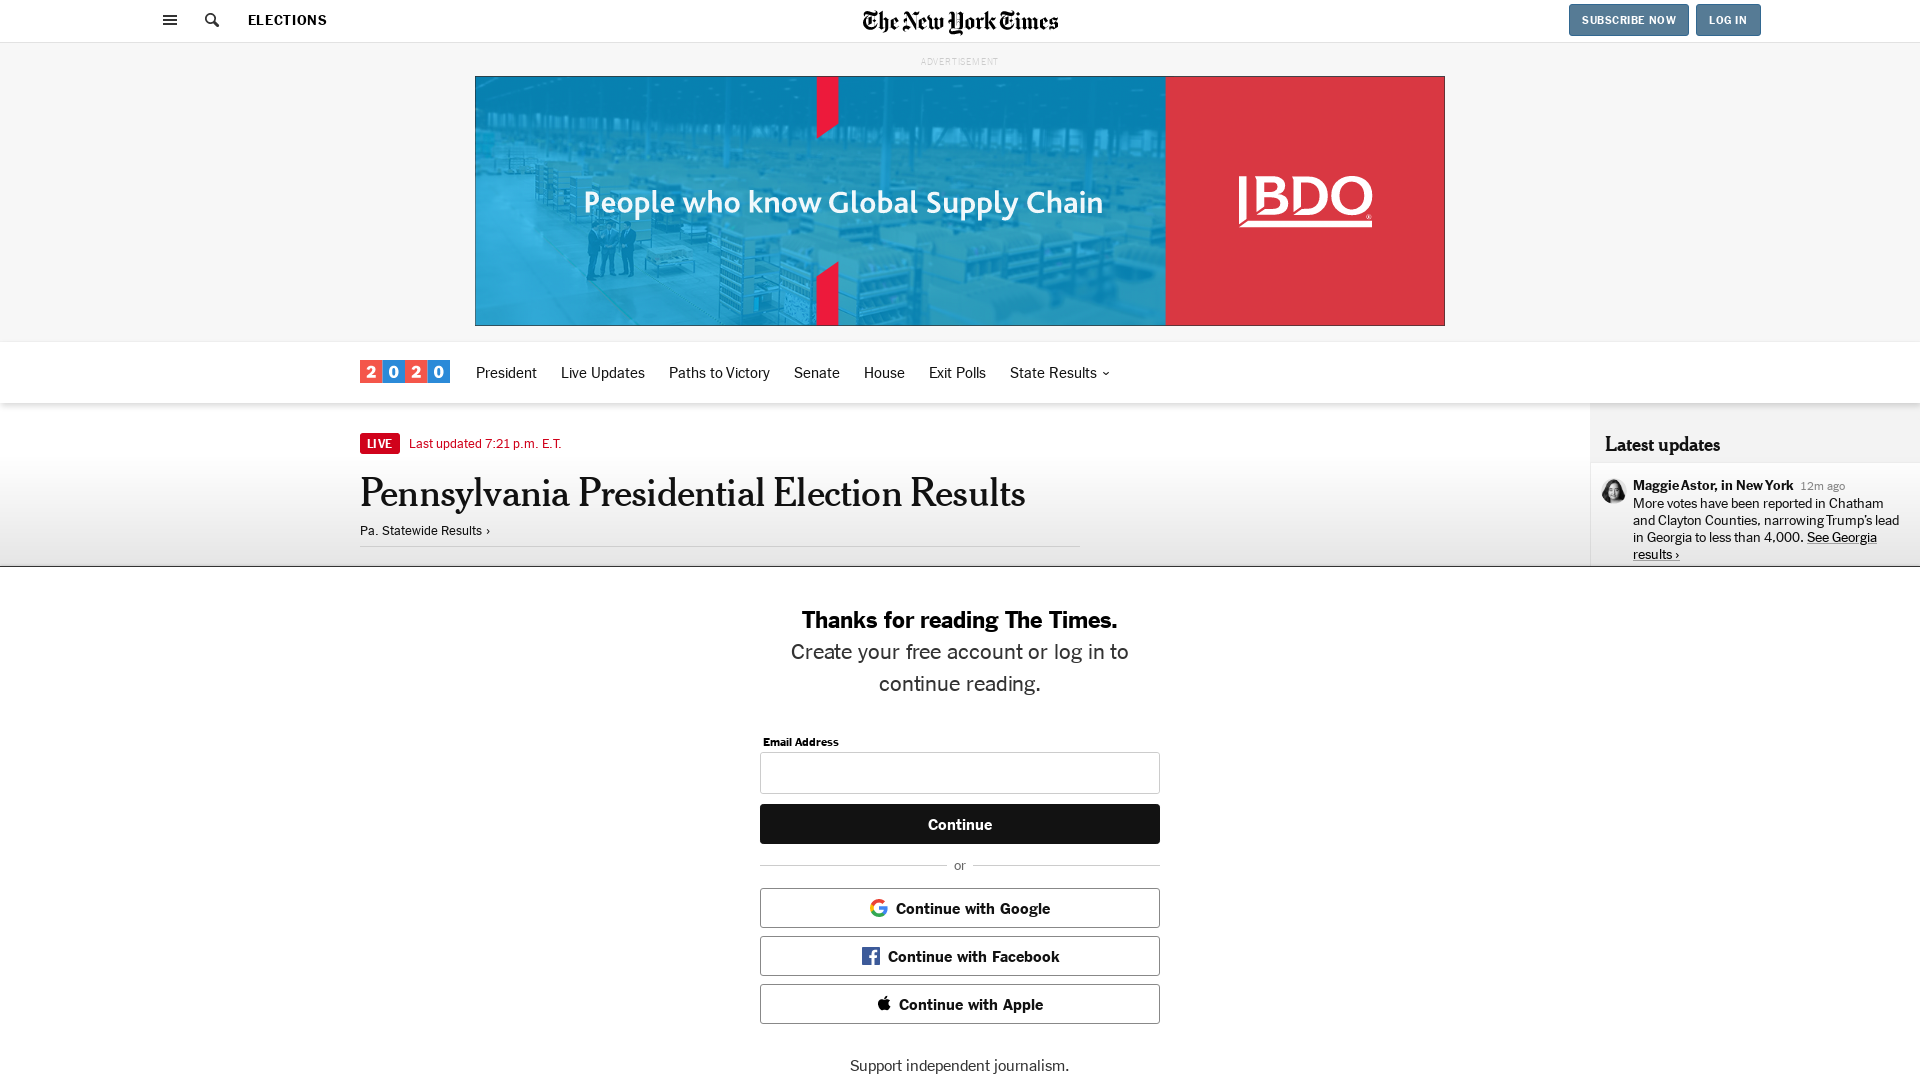 ELECTIONS
The New York Times
SUBSCRIBE NOW
LOG IN
ADVERTISEMENT
People who know Global Supply Chain
BDO
2020
President
Live Updates
Paths to Victory
Senate
House
Exit Polls
State Results
LIVE
Last updated 7:21 p.m. E.T.
Pennsylvania Presidential Election Results
Pa. Statewide Results ›
Latest updates
Maggie Astor, in New York 12m ago
More votes have been reported in Chatham
and Clayton Counties, narrowing Trump’s lead
in Georgia to less than 4,000. See Georgia
results ›
Thanks for reading The Times.
Create your free account or log in to
continue reading.
Email Address
Continue
or
Continue with Google
Continue with Facebook
Continue with Apple
Support independent journalism.